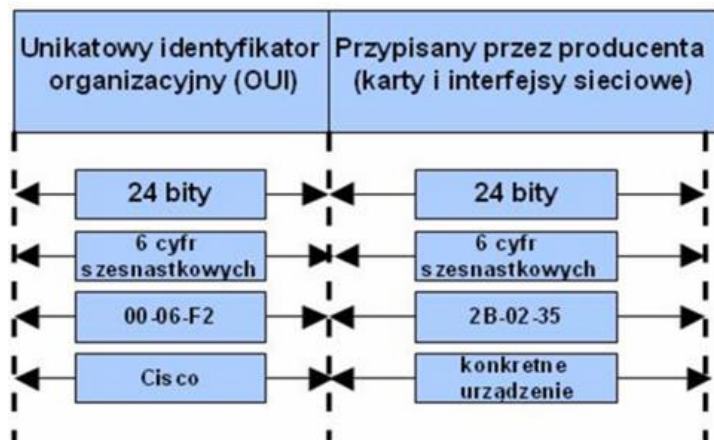 Unikatowy identyfikator
organizacyjny (OUI)
Przypisany przez producenta
(karty i interfejsy sieciowe)
24 bity
24 bity
6 cyfr
szesnastkowych
6 cyfr
szesnastkowych
00-06-F2
2B-02-35
Cisco
konkretne
urządzenie